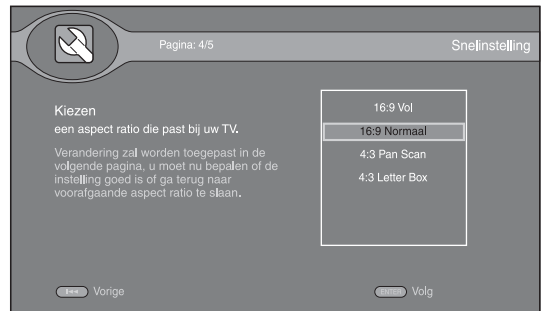 Pagina: 4/5
Snelinstelling
Kiezen
een aspect ratio die past bij uw TV.
Verandering zal worden toegepast in de
volgende pagina, u moet nu bepalen of de
instelling goed is of ga terug naar
voorafgaande aspect ratio te slaan.
16:9 Vol
16:9 Normaal
4:3 Pan Scan
4:3 Letter Box
Vorige
ENTER Volg